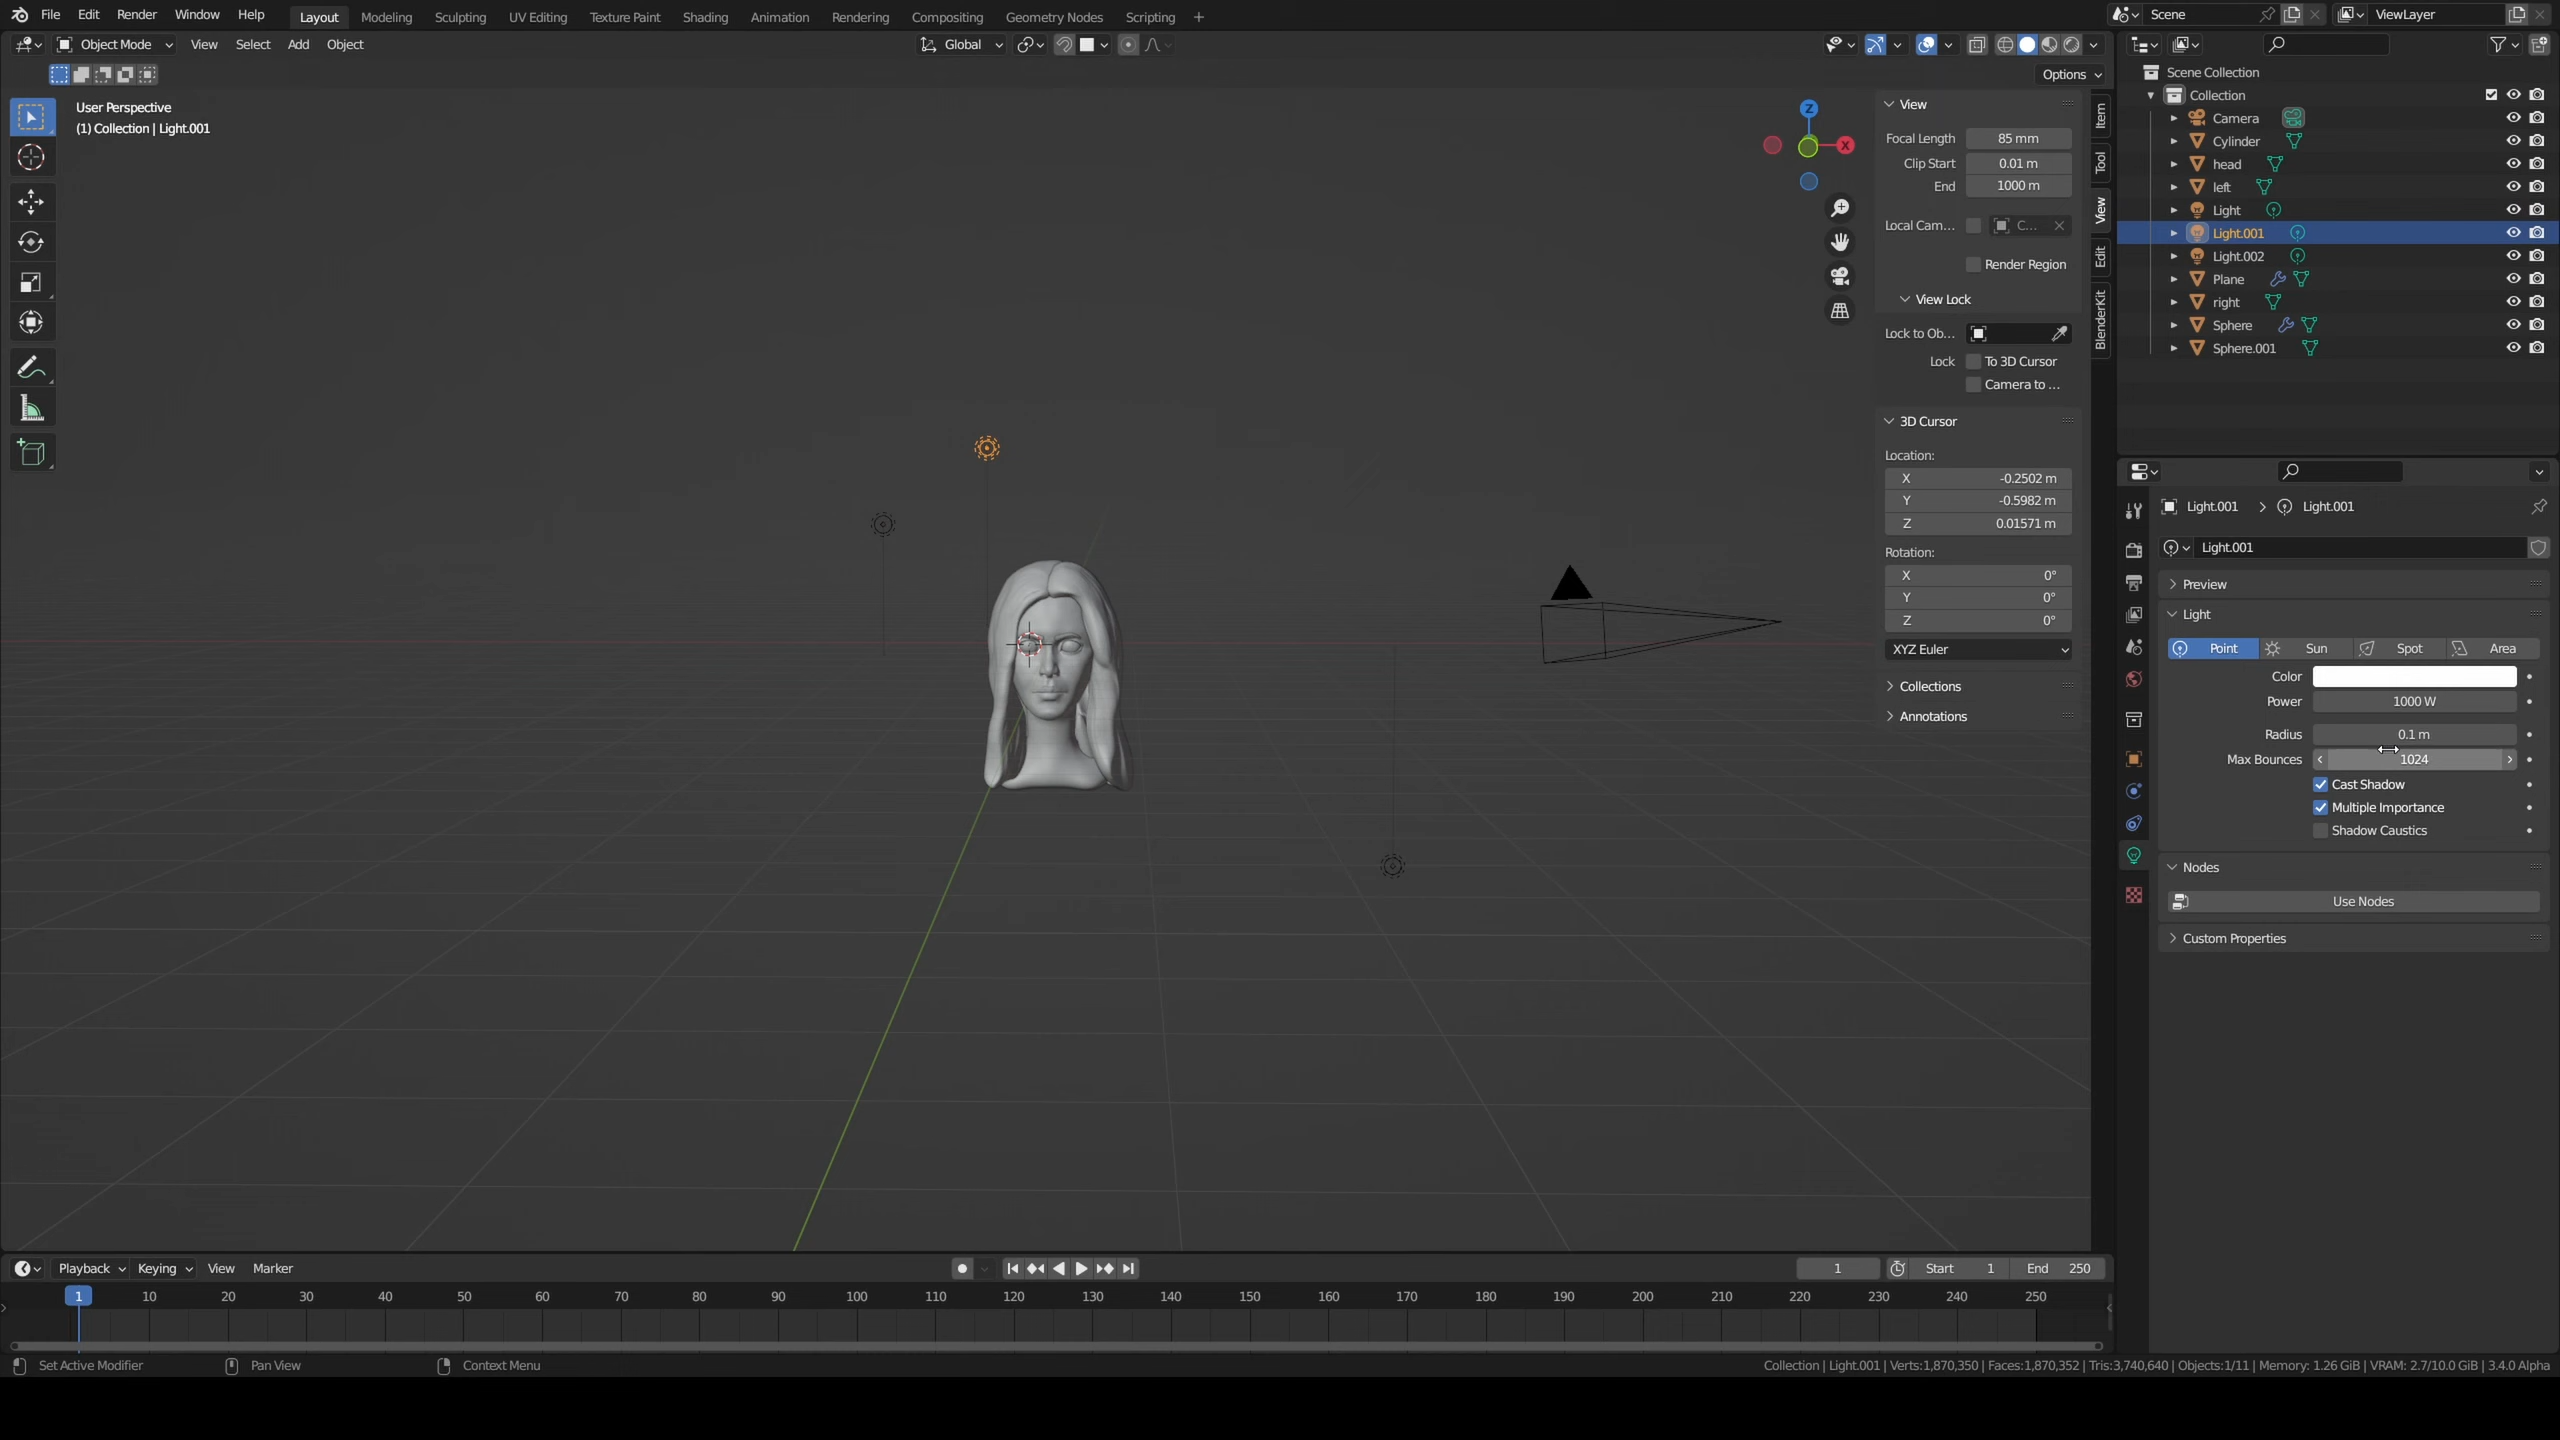 File Edit Render Window Help Layout Modeling Sculpting UV Editing Texture Paint Shading Animation Rendering Compositing Geometry Nodes Scripting + Scene ViewLayer
Object Mode View Select Add Object Global
Options
User Perspective
(1) Collection | Light.001
Z
X
View
Focal Length 85 mm
Clip Start 0.01 m
End 1000 m
Local Cam... C...
Render Region
View Lock
Lock to Ob...
Lock To 3D Cursor
Camera to ...
3D Cursor
Location:
X -0.2502 m
Y -0.5982 m
Z 0.01571 m
Rotation:
X 0°
Y 0°
Z 0°
XYZ Euler
Collections
Annotations
Item
Tool
View
Edit
BlenderKit
Scene Collection
Collection
Camera
Cylinder
head
left
Light
Light.001
Light.002
Plane
right
Sphere
Sphere.001
Light.001 > Light.001
Light.001
Preview
Light
Point Sun Spot Area
Color
Power 1000 W
Radius 0.1 m
Max Bounces 1024
Cast Shadow
Multiple Importance
Shadow Caustics
Nodes
Use Nodes
Custom Properties
Playback Keying View Marker 1 Start 1 End 250
1 10 20 30 40 50 60 70 80 90 100 110 120 130 140 150 160 170 180 190 200 210 220 230 240 250
Set Active Modifier Pan View Context Menu Collection | Light.001 | Verts:1,870,350 | Faces:1,870,352 | Tris:3,740,640 | Objects:1/11 | Memory: 1.26 GiB | VRAM: 2.7/10.0 GiB | 3.4.0 Alpha